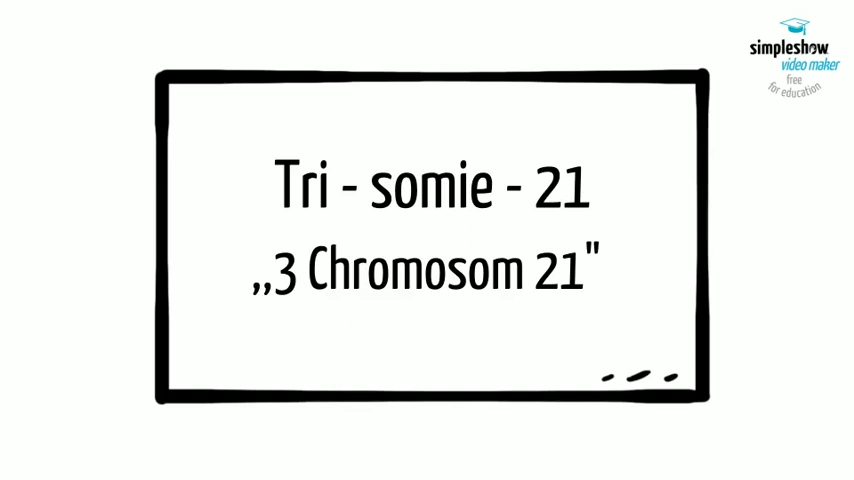 simpleshow
video maker
free
for education
Tri - somie - 21
„3 Chromosom 21"